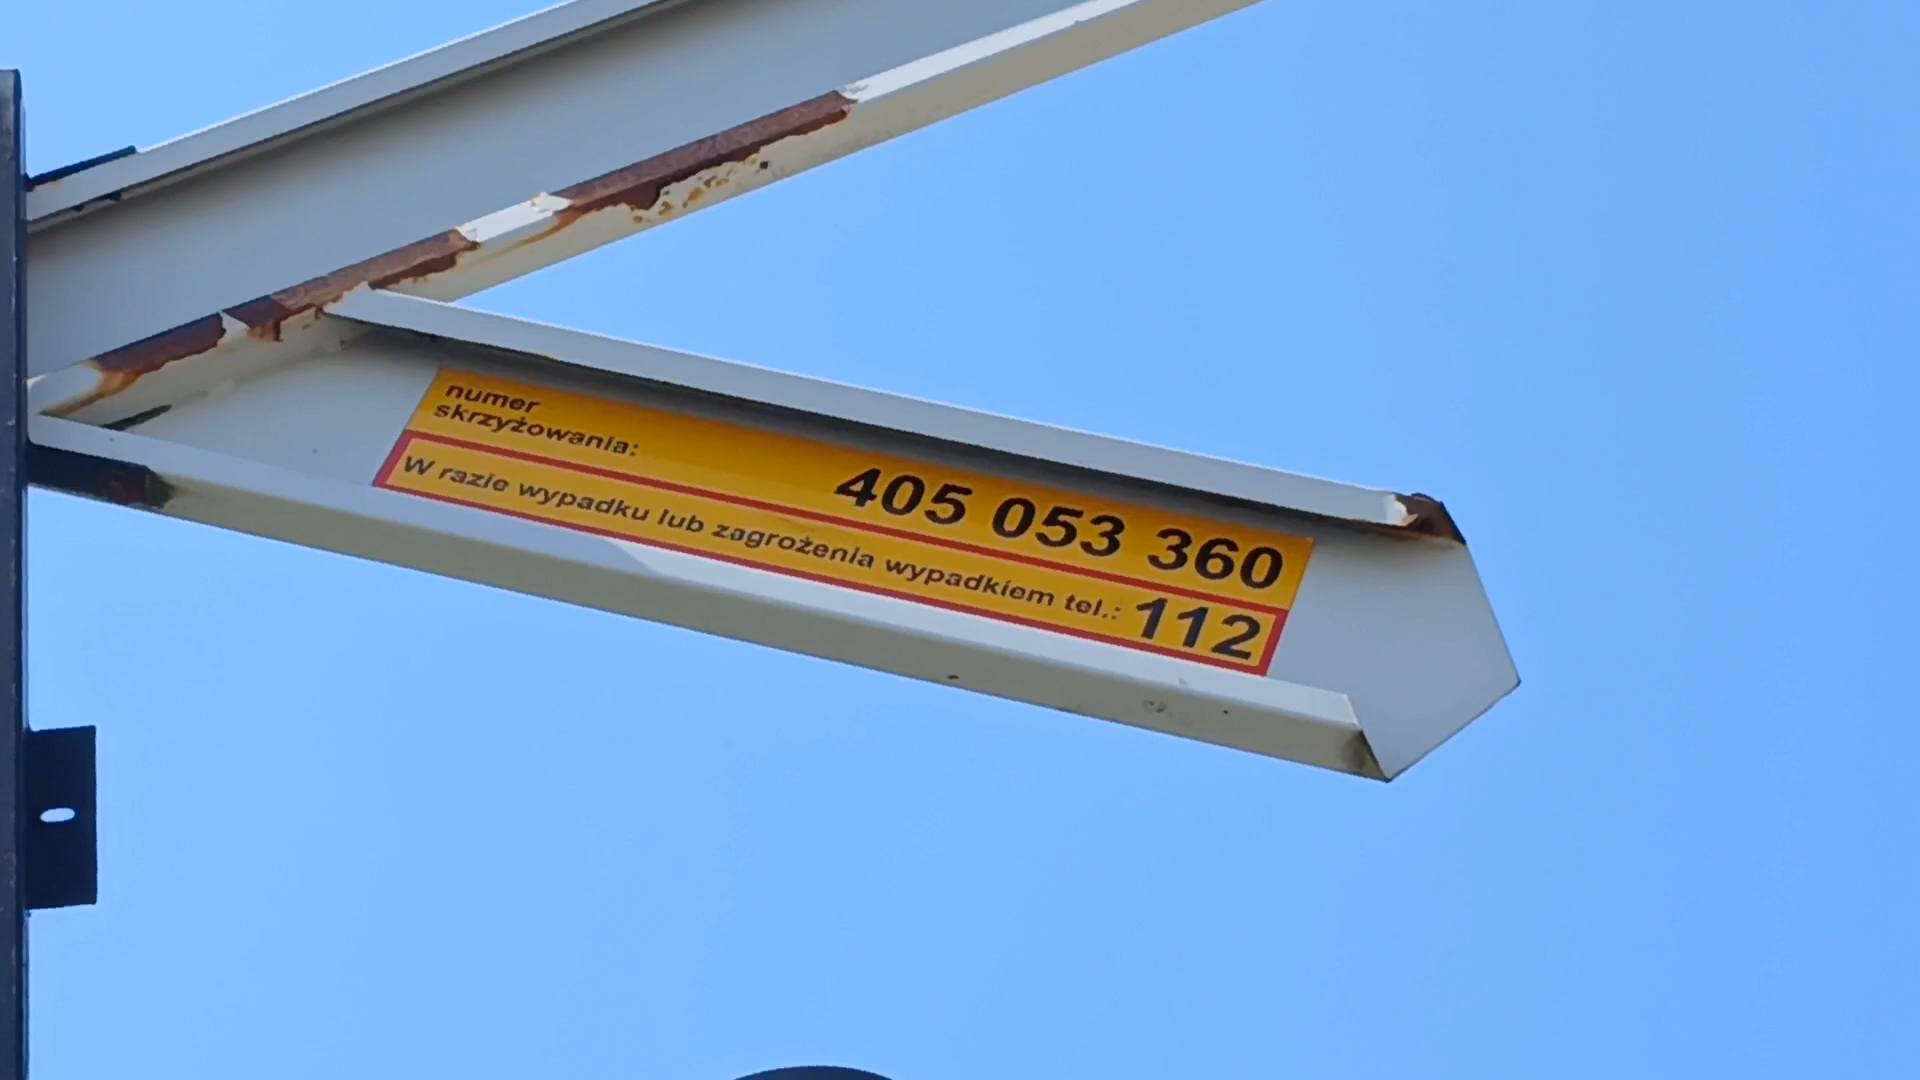 numer
skrzyżowania:
405 053 360
W razie wypadku lub zagrożenia wypadkiem tel.: 112